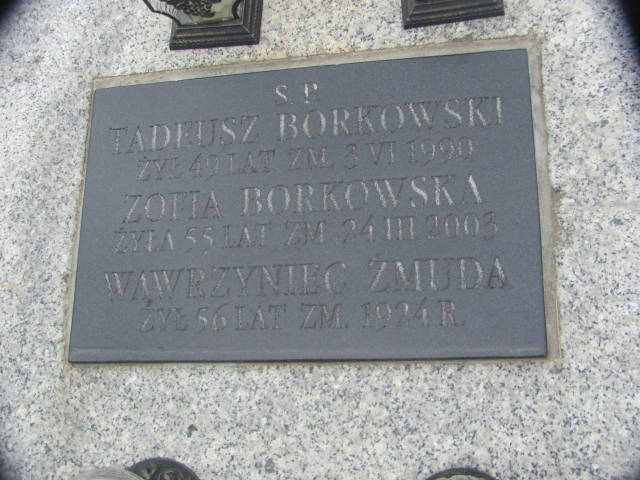 Ś.P.
TADEUSZ BORKOWSKI
ŻYŁ 49 LAT ZM. 3 VI 1990
ZOFIA BORKOWSKA
ŻYŁA 55 LAT ZM. 24 III 2003
WAWRZYNIEC ŻMUDA
ŻYŁ 56 LAT ZM. 1924 R.